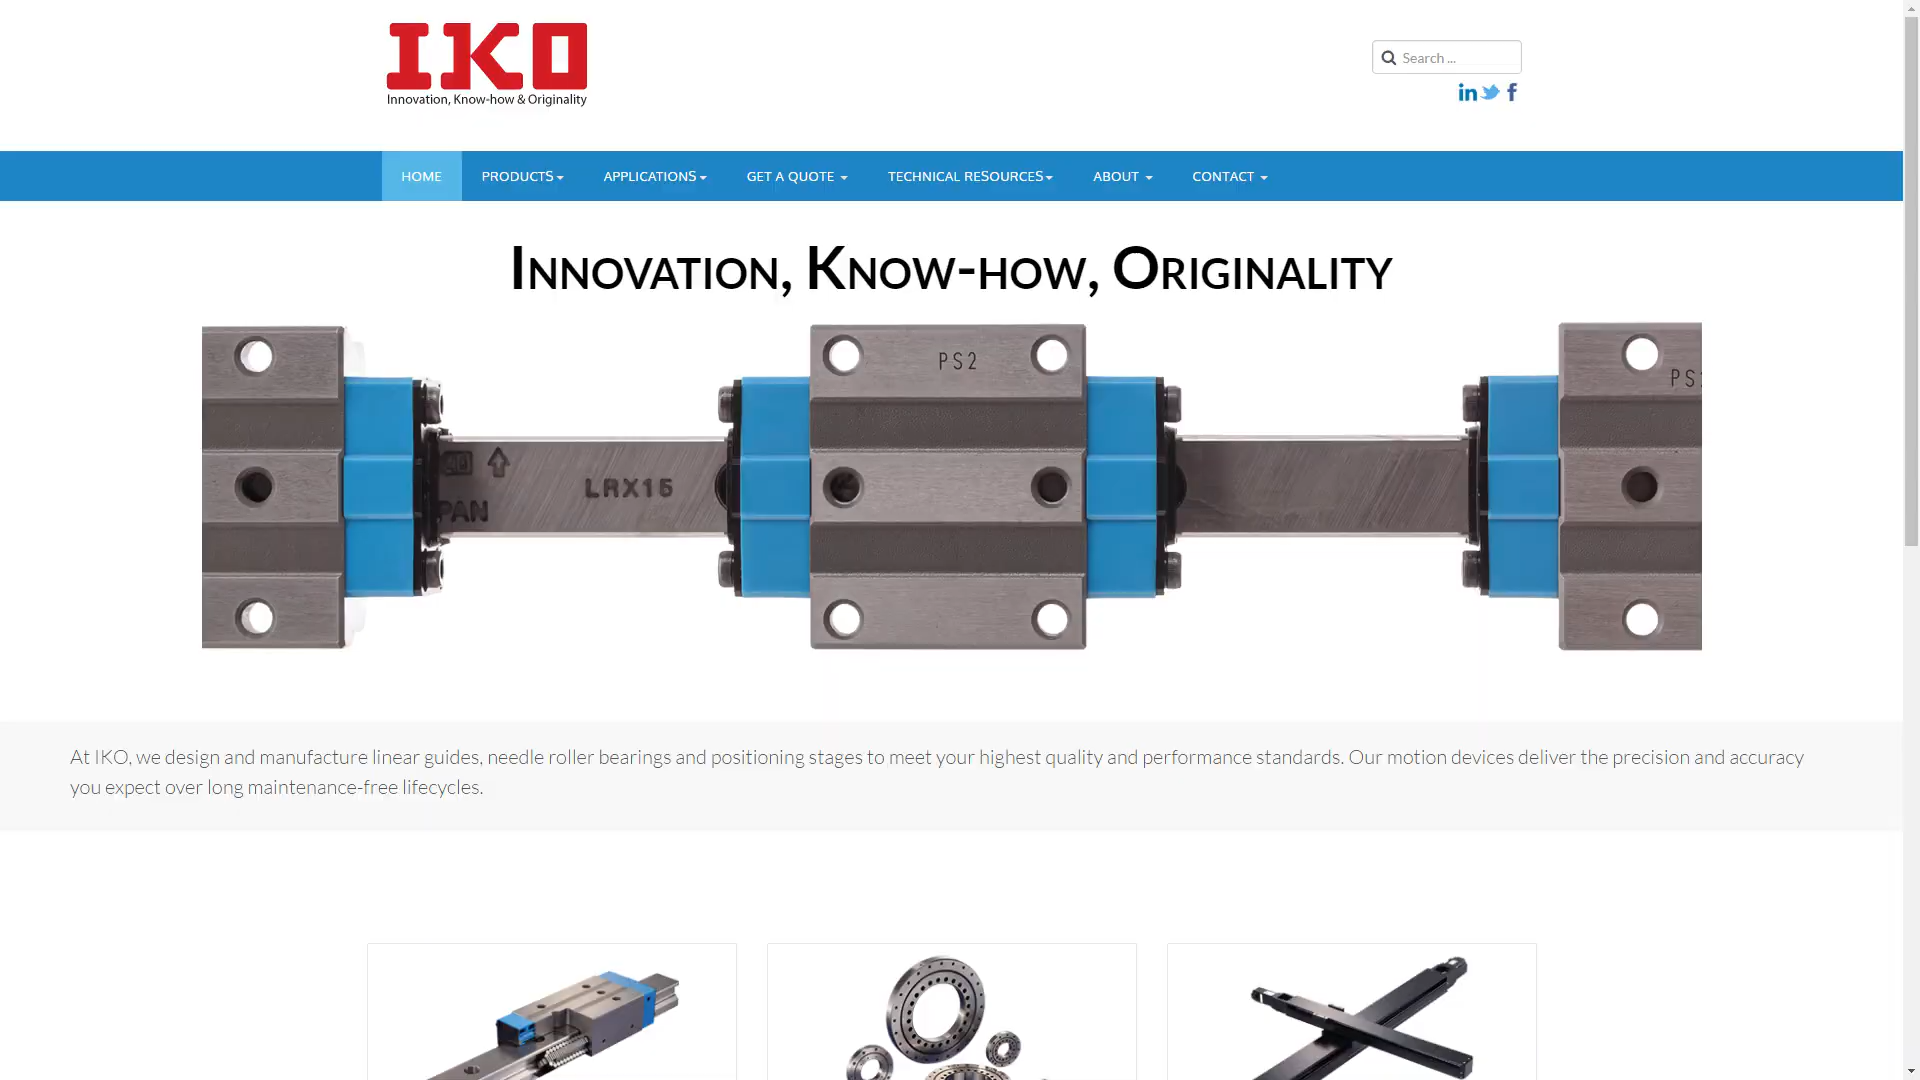 IKO
Innovation, Know-how & Originality
Search ...
in f
HOME PRODUCTS APPLICATIONS GET A QUOTE TECHNICAL RESOURCES ABOUT CONTACT
INNOVATION, KNOW-HOW, ORIGINALITY
PS2
PS
LRX15
PAN
At IKO, we design and manufacture linear guides, needle roller bearings and positioning stages to meet your highest quality and performance standards. Our motion devices deliver the precision and accuracy
you expect over long maintenance-free lifecycles.